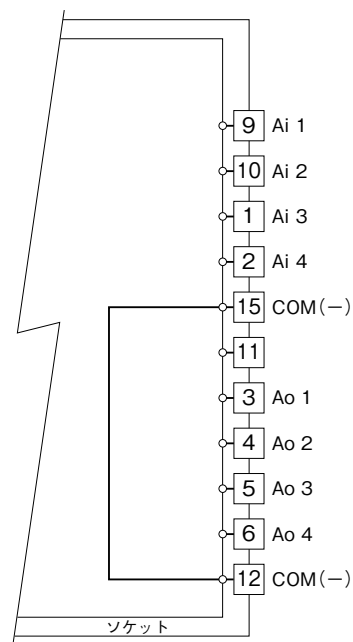 9 Ai 1
10 Ai 2
1 Ai 3
2 Ai 4
15 COM(−)
11
3 Ao 1
4 Ao 2
5 Ao 3
6 Ao 4
12 COM(−)
ソケット